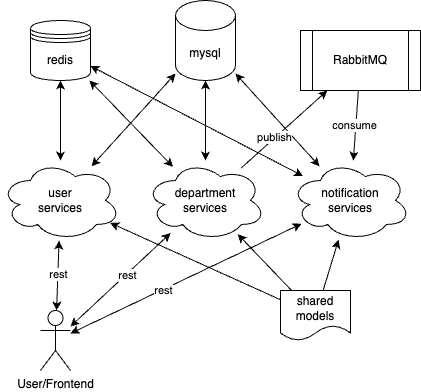 redis
mysql
RabbitMQ
publish
consume
user
services
department
services
notification
services
rest
rest
rest
shared
models
User/Frontend